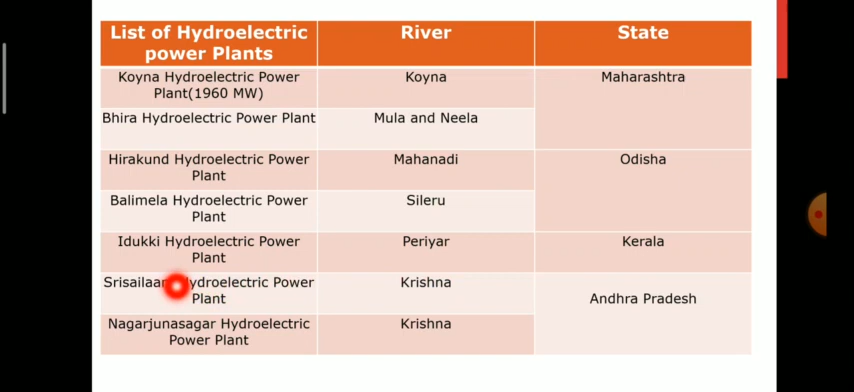 List of Hydroelectric power Plants River State
Koyna Hydroelectric Power Plant(1960 MW) Koyna Maharashtra
Bhira Hydroelectric Power Plant Mula and Neela
Hirakund Hydroelectric Power Plant Mahanadi Odisha
Balimela Hydroelectric Power Plant Sileru
Idukki Hydroelectric Power Plant Periyar Kerala
Hydroelectric Power Plant Krishna Andhra Pradesh
Nagarjunasagar Hydroelectric Power Plant Krishna